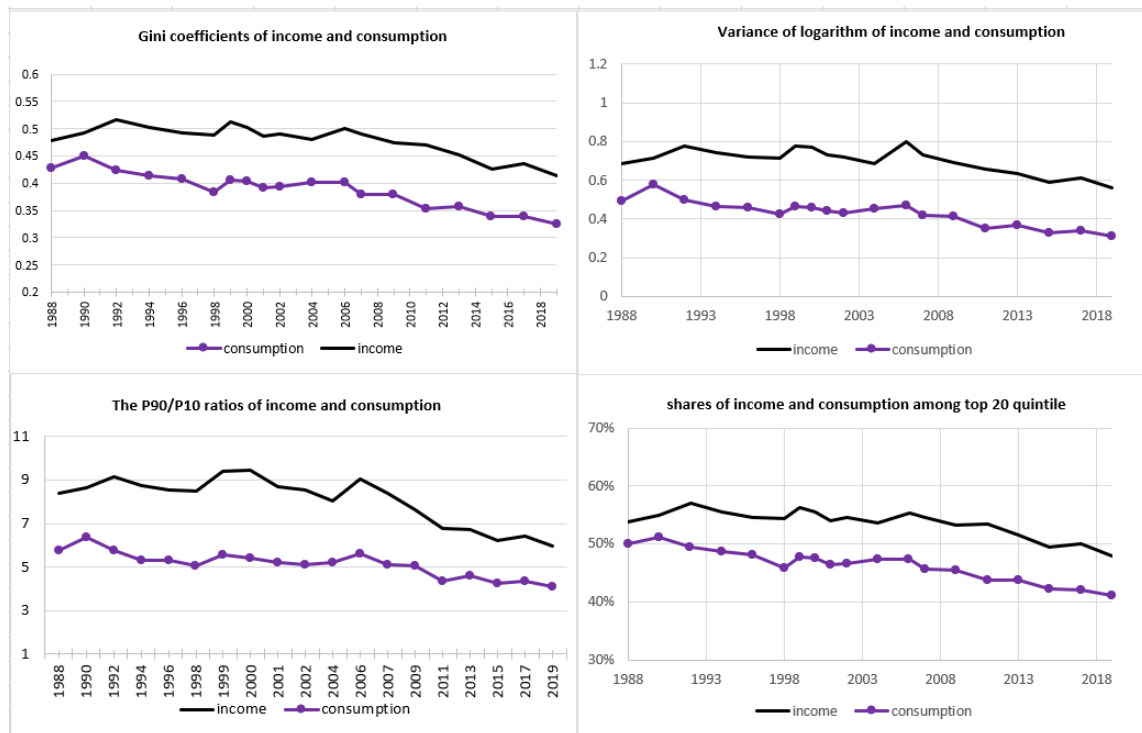 Gini coefficients of income and consumption
0.6
0.55
0.5
0.45
0.4
0.35
0.3
0.25
0.2
1988 1990 1992 1994 1996 1998 2000 2002 2004 2006 2008 2010 2012 2014 2016 2018
consumption income
Variance of logarithm of income and consumption
1.2
1
0.8
0.6
0.4
0.2
0
1988 1993 1998 2003 2008 2013 2018
income consumption
The P90/P10 ratios of income and consumption
11
9
7
5
3
1
1988 1990 1992 1994 1996 1998 1999 2000 2001 2002 2004 2006 2007 2009 2011 2013 2015 2017 2019
income consumption
shares of income and consumption among top 20 quintile
70%
60%
50%
40%
30%
1988 1993 1998 2003 2008 2013 2018
income consumption